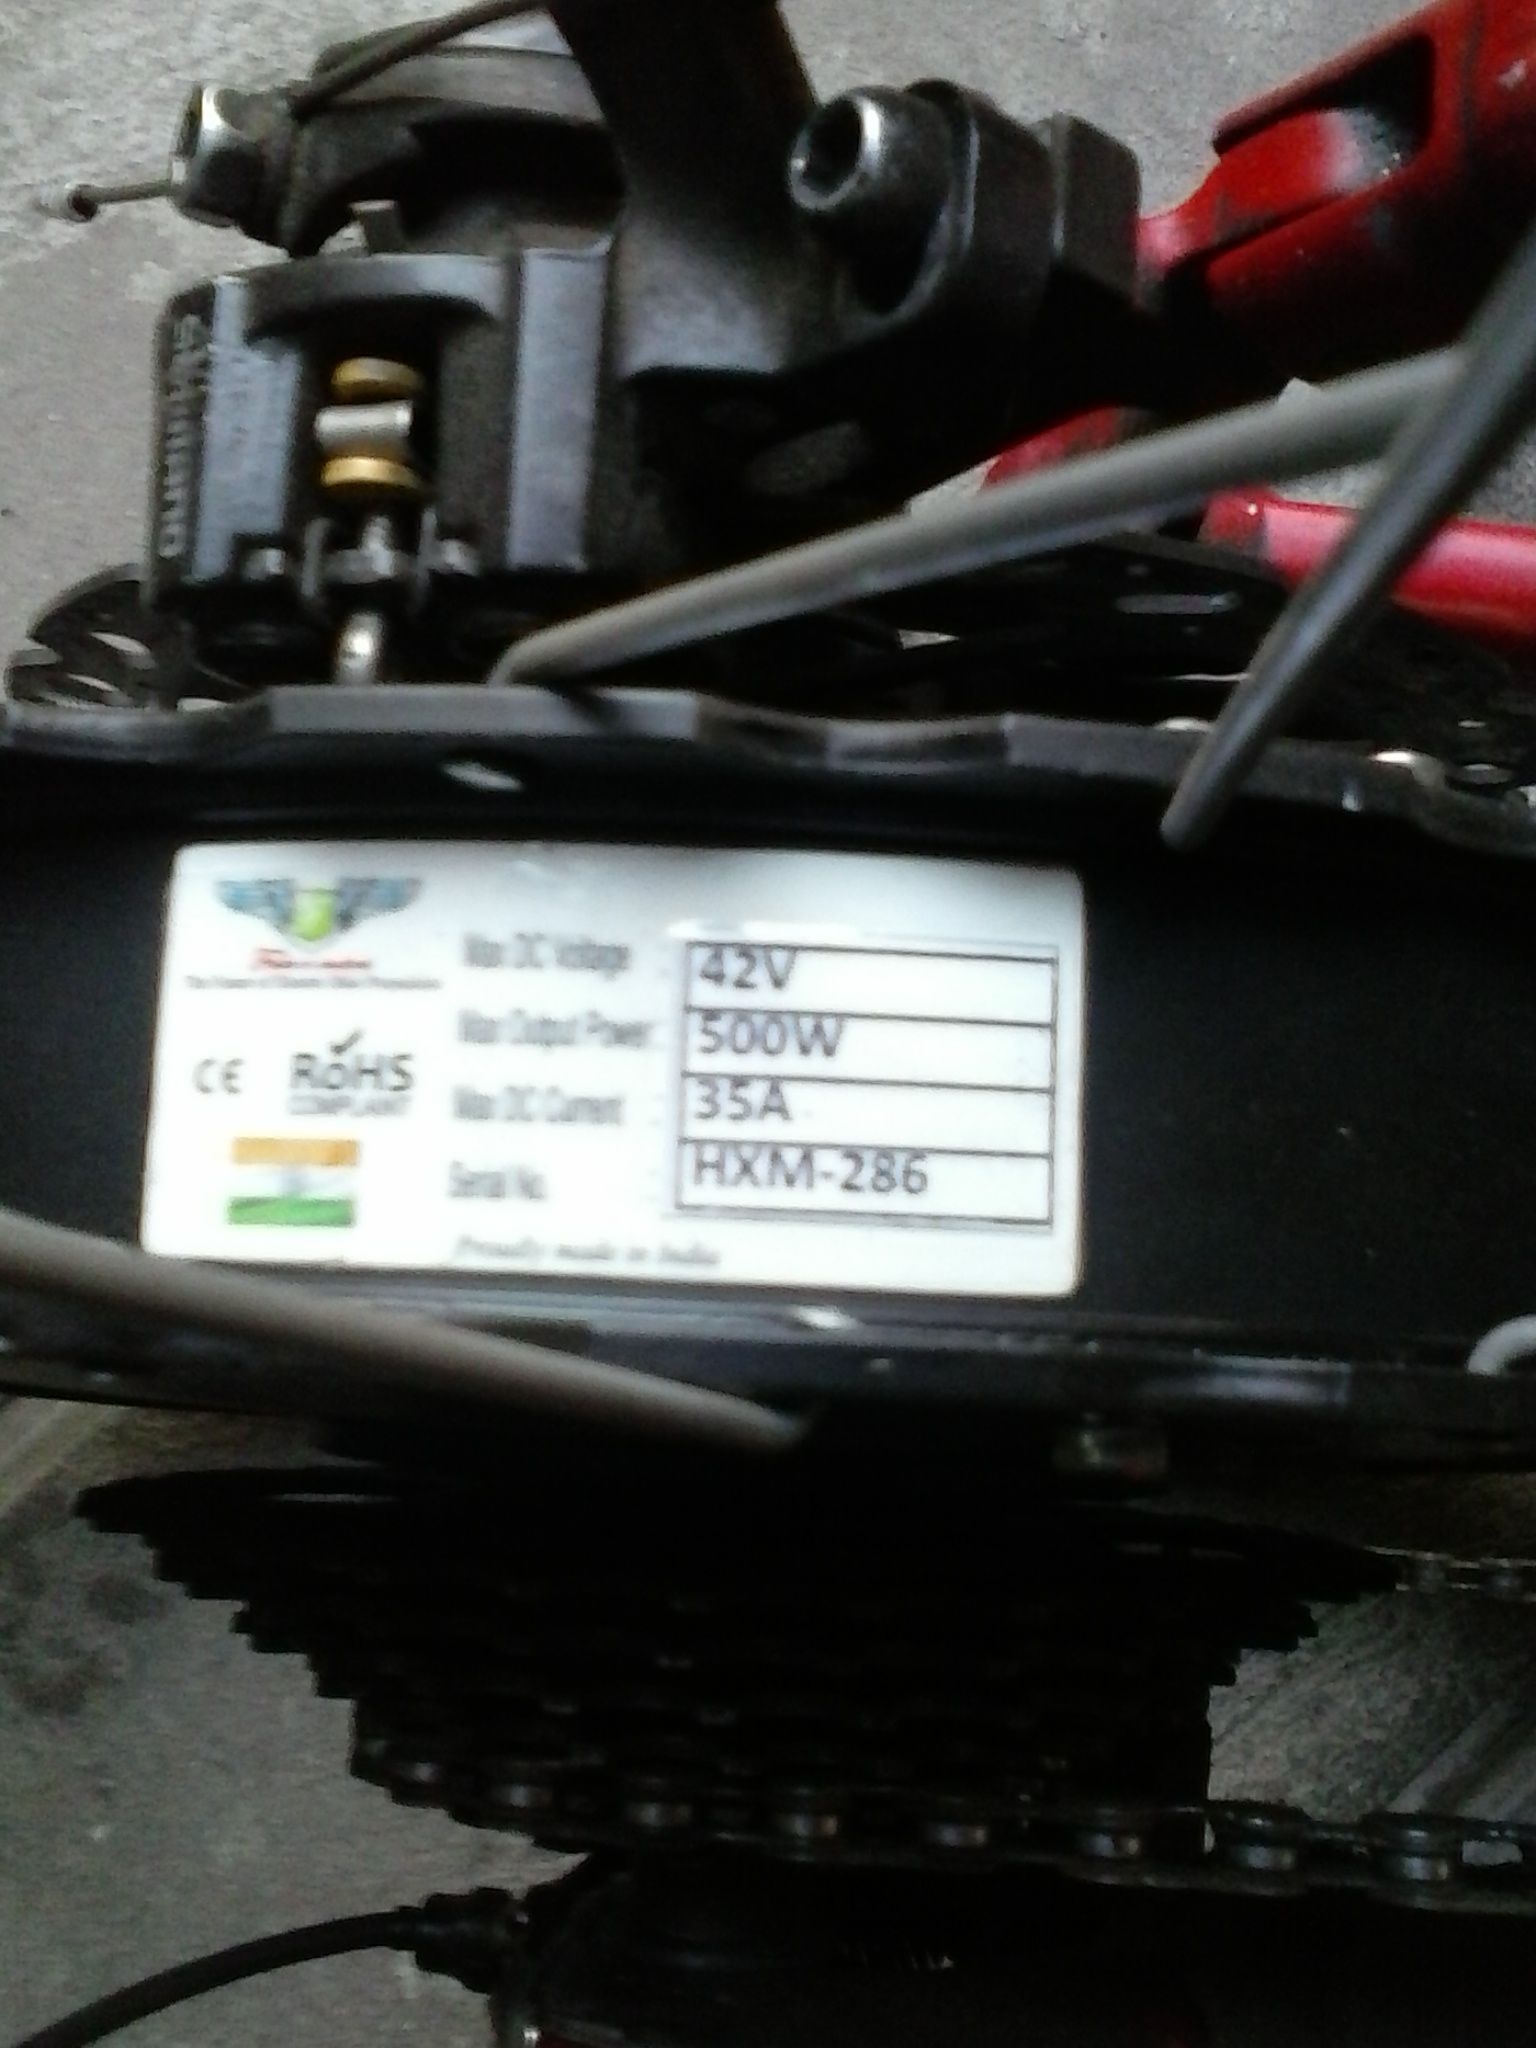 Max DC Voltage : 42V
Max Output Power : 500W
CE RoHS
COMPLIANT
Max DC Current : 35A
Serial No. : HXM-286
Proudly made in India